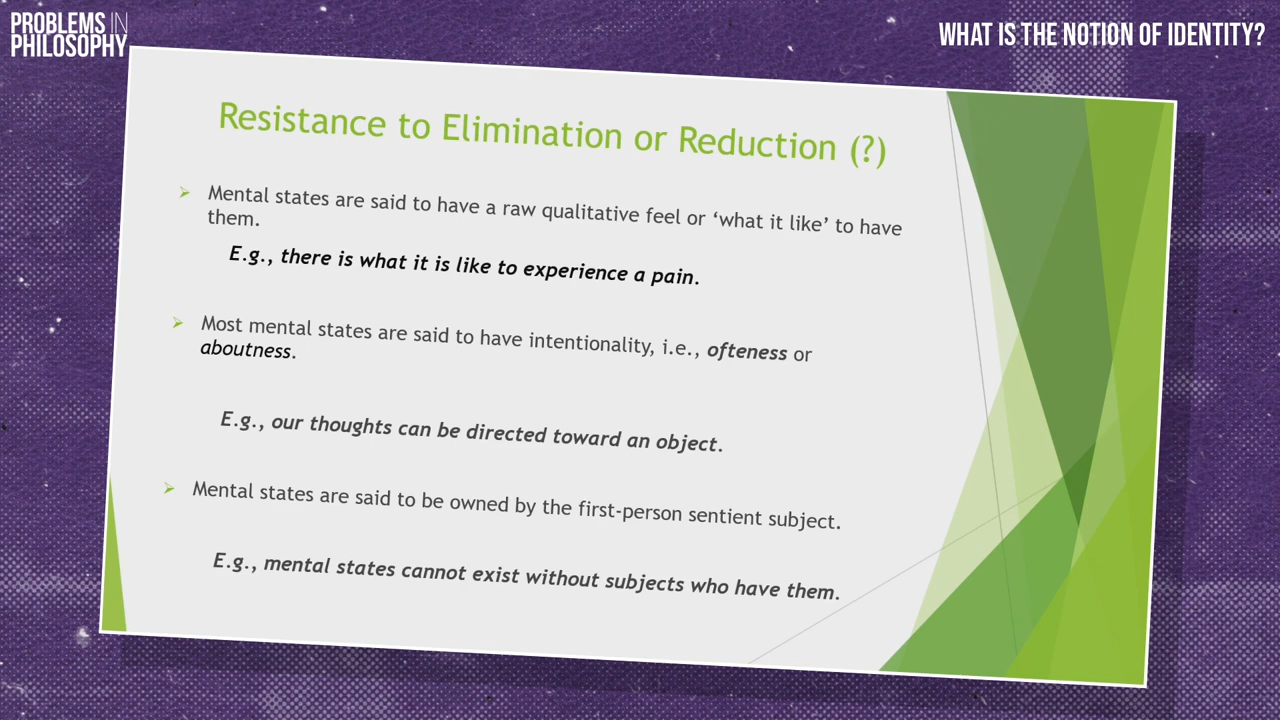 PROBLEMS IN
PHILOSOPHY
WHAT IS THE NOTION OF IDENTITY?
Resistance to Elimination or Reduction (?)
Mental states are said to have a raw qualitative feel or ‘what it like’ to have
them.
E.g., there is what it is like to experience a pain.
Most mental states are said to have intentionality, i.e., ofteness or
aboutness.
E.g., our thoughts can be directed toward an object.
Mental states are said to be owned by the first-person sentient subject.
E.g., mental states cannot exist without subjects who have them.